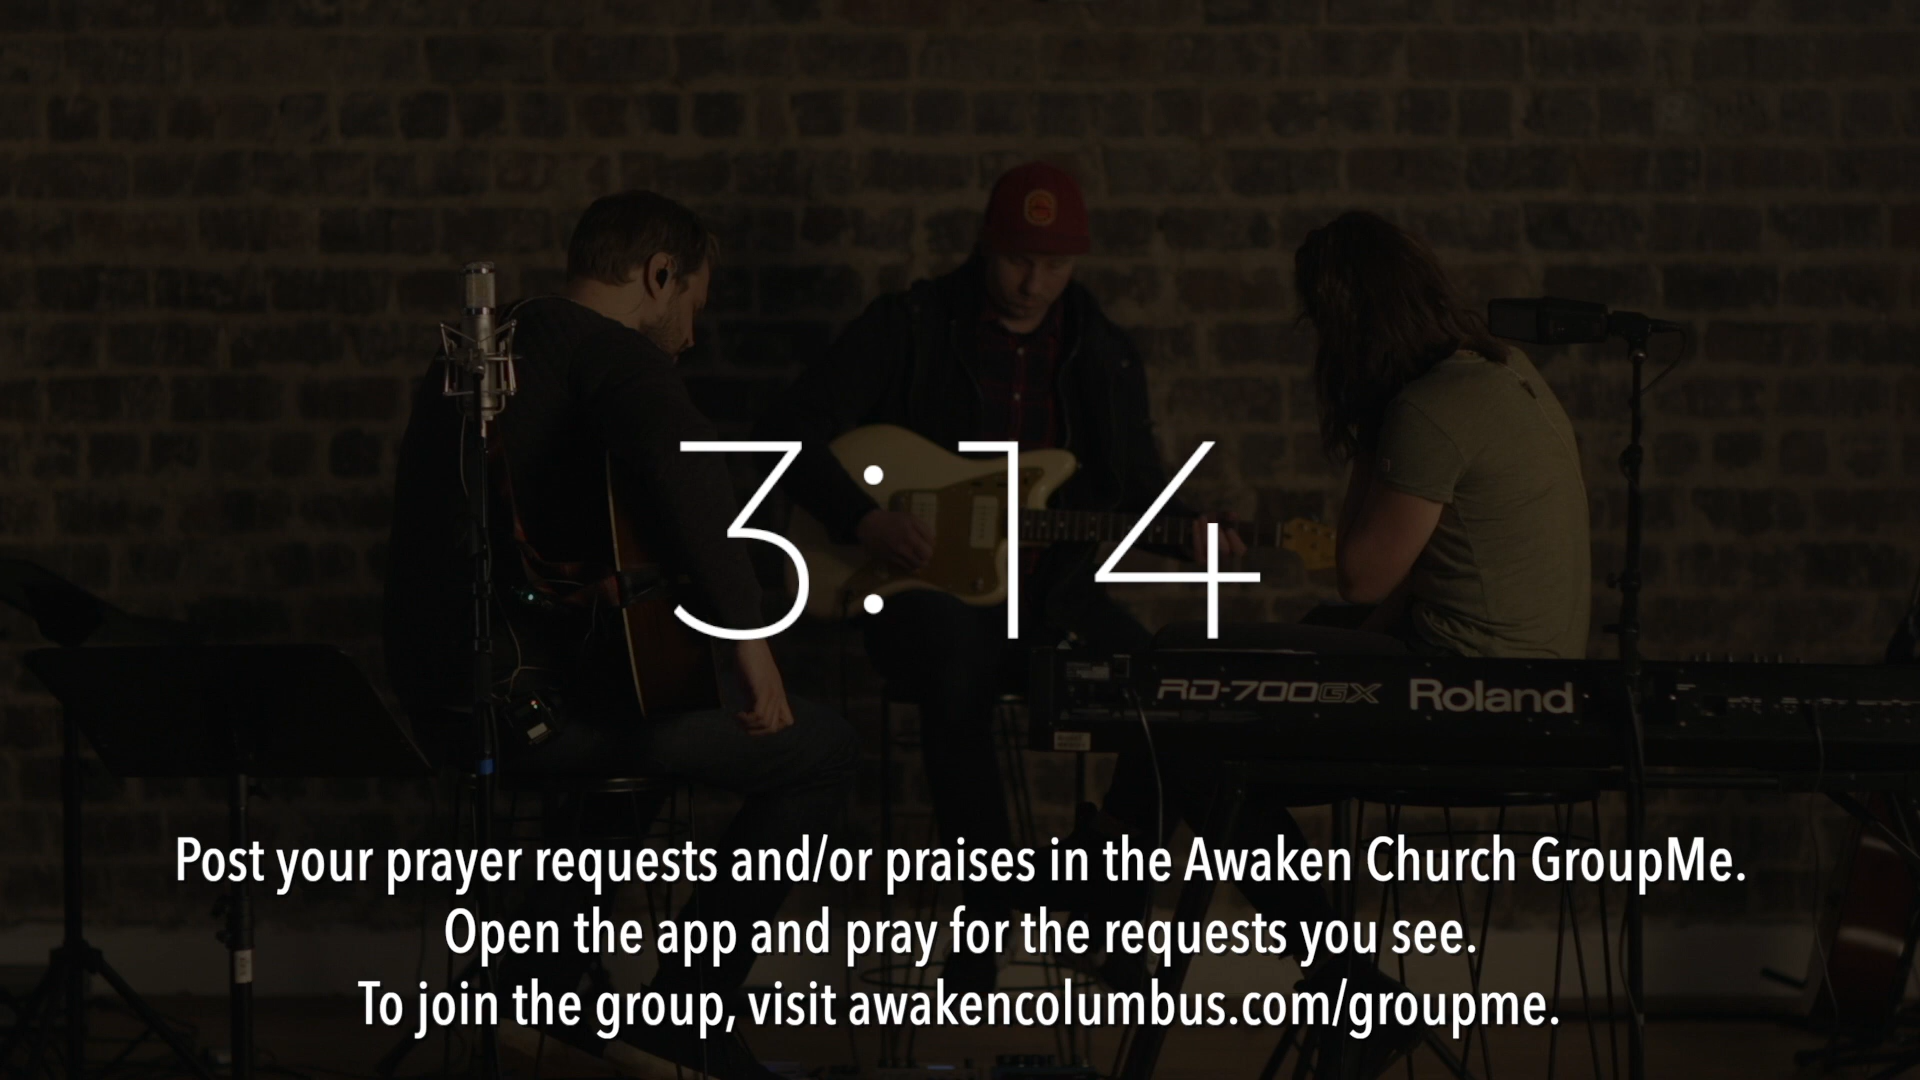 3:14
RD-700GX Roland
Post your prayer requests and/or praises in the Awaken Church GroupMe.
Open the app and pray for the requests you see.
To join the group, visit awakencolumbus.com/groupme.